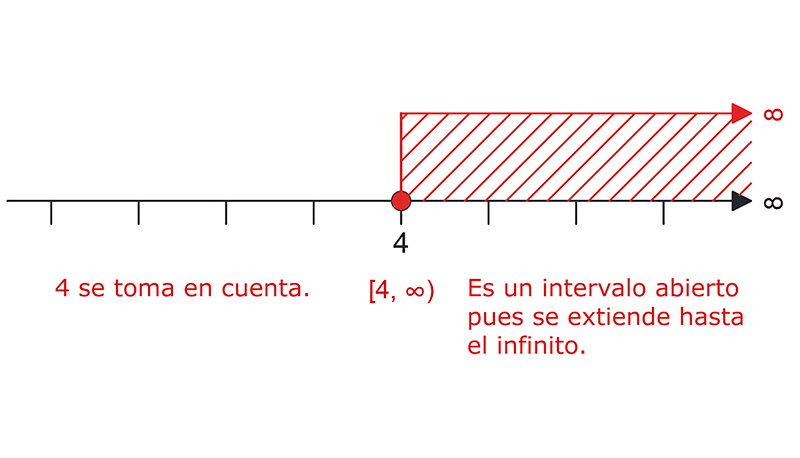 ∞
∞
4
4 se toma en cuenta.
[4, ∞)
Es un intervalo abierto
pues se extiende hasta
el infinito.